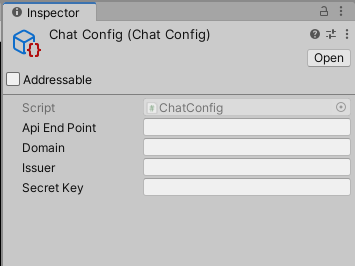 Inspector
Chat Config (Chat Config)
Open
Addressable
Script ChatConfig
Api End Point
Domain
Issuer
Secret Key